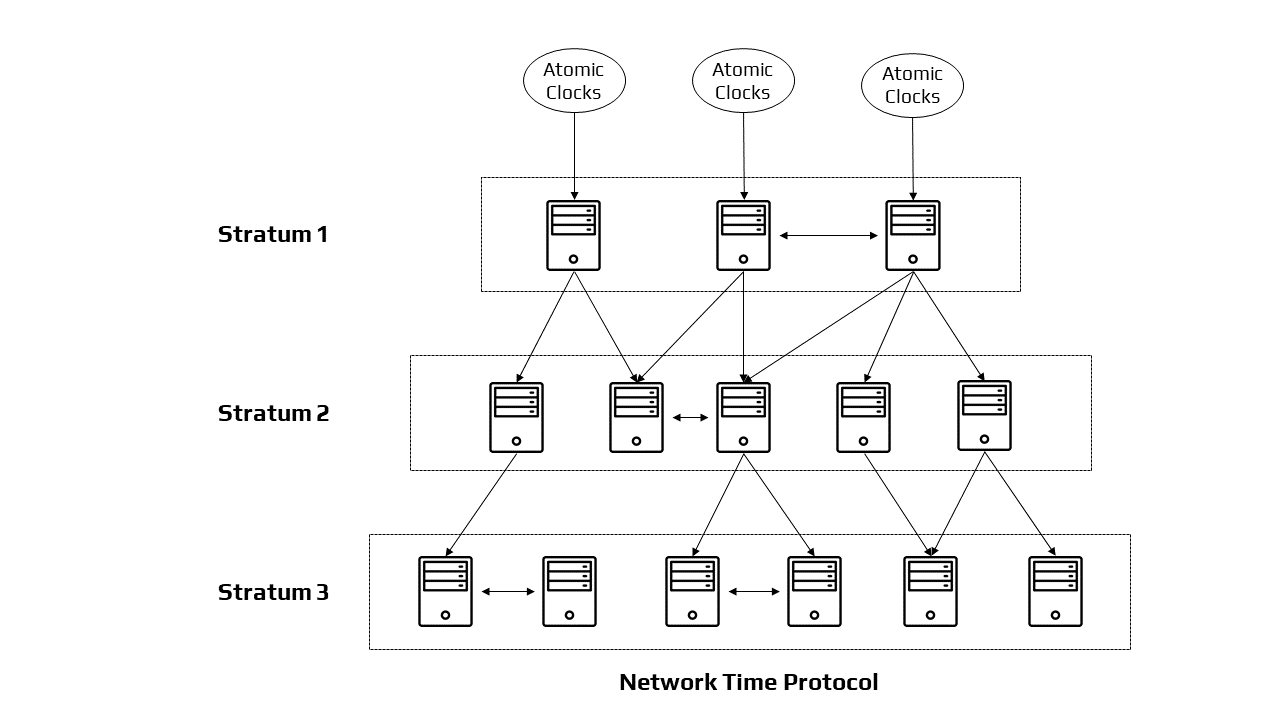 Atomic
Clocks
Atomic
Clocks
Atomic
Clocks
Stratum 1
Stratum 2
Stratum 3
Network Time Protocol